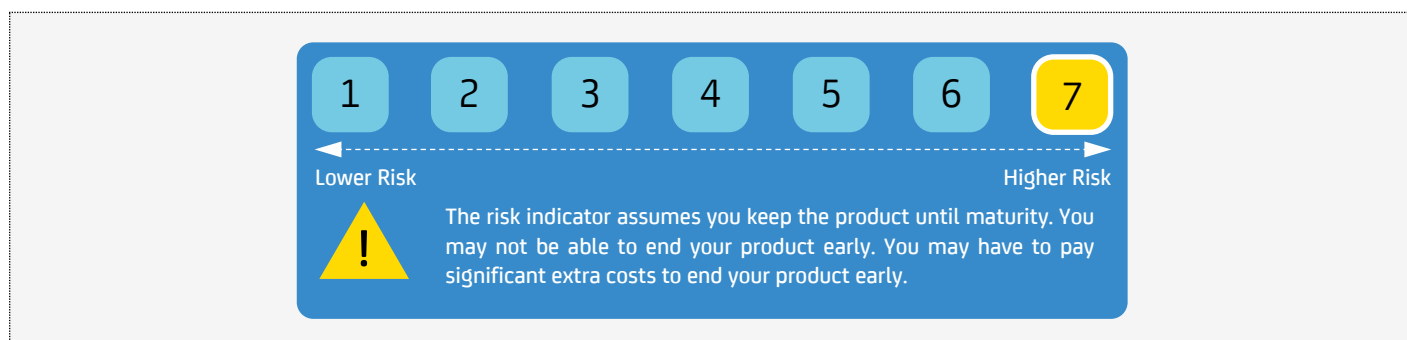 1 2 3 4 5 6 7
Lower Risk Higher Risk
!
The risk indicator assumes you keep the product until maturity. You
may not be able to end your product early. You may have to pay
significant extra costs to end your product early.